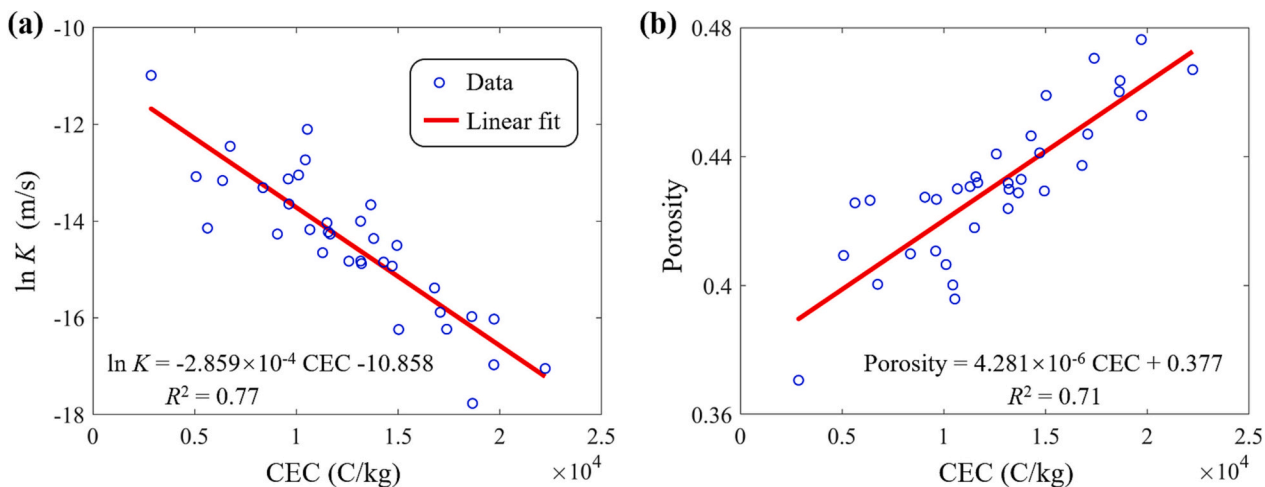 (a)
-10
-12
-14
-16
-18
ln K (m/s)
Data
Linear fit
ln K = -2.859×10⁻⁴ CEC -10.858
R² = 0.77
0 0.5 1 1.5 2 2.5
CEC (C/kg) ×10⁴
(b)
0.48
0.44
0.4
0.36
Porosity
Porosity = 4.281×10⁻⁶ CEC + 0.377
R² = 0.71
0 0.5 1 1.5 2 2.5
CEC (C/kg) ×10⁴